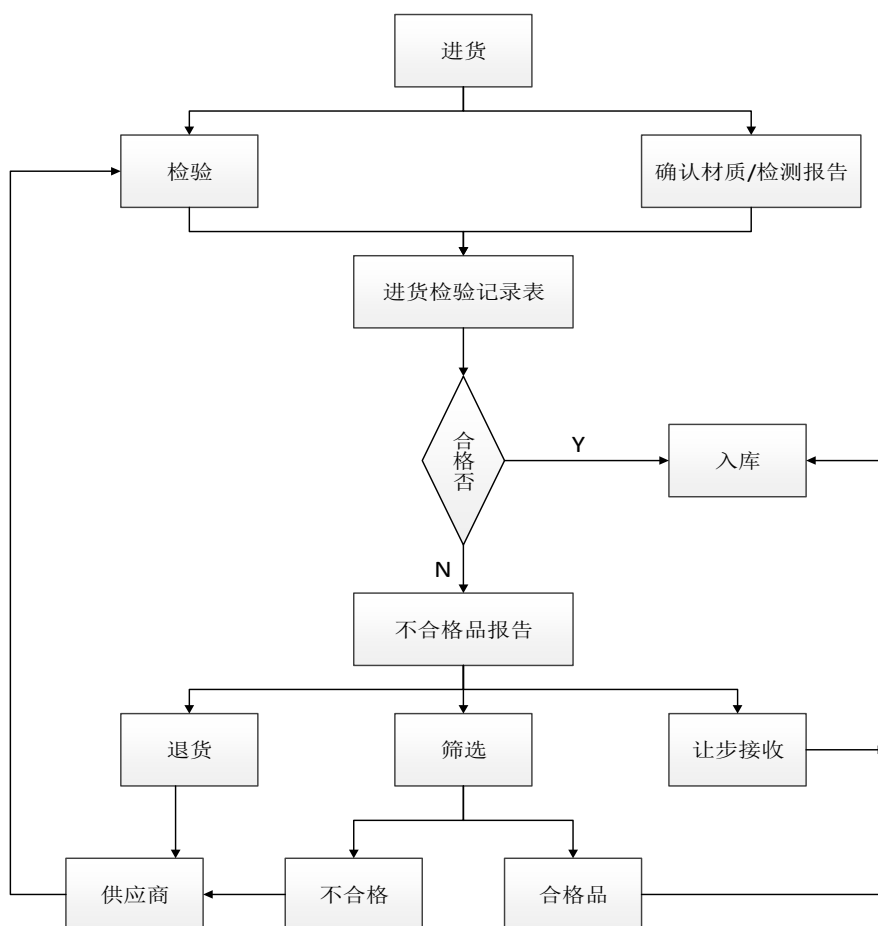 进货
检验
确认材质/检测报告
进货检验记录表
合
格
否
Y
入库
N
不合格品报告
退货
筛选
让步接收
供应商
不合格
合格品